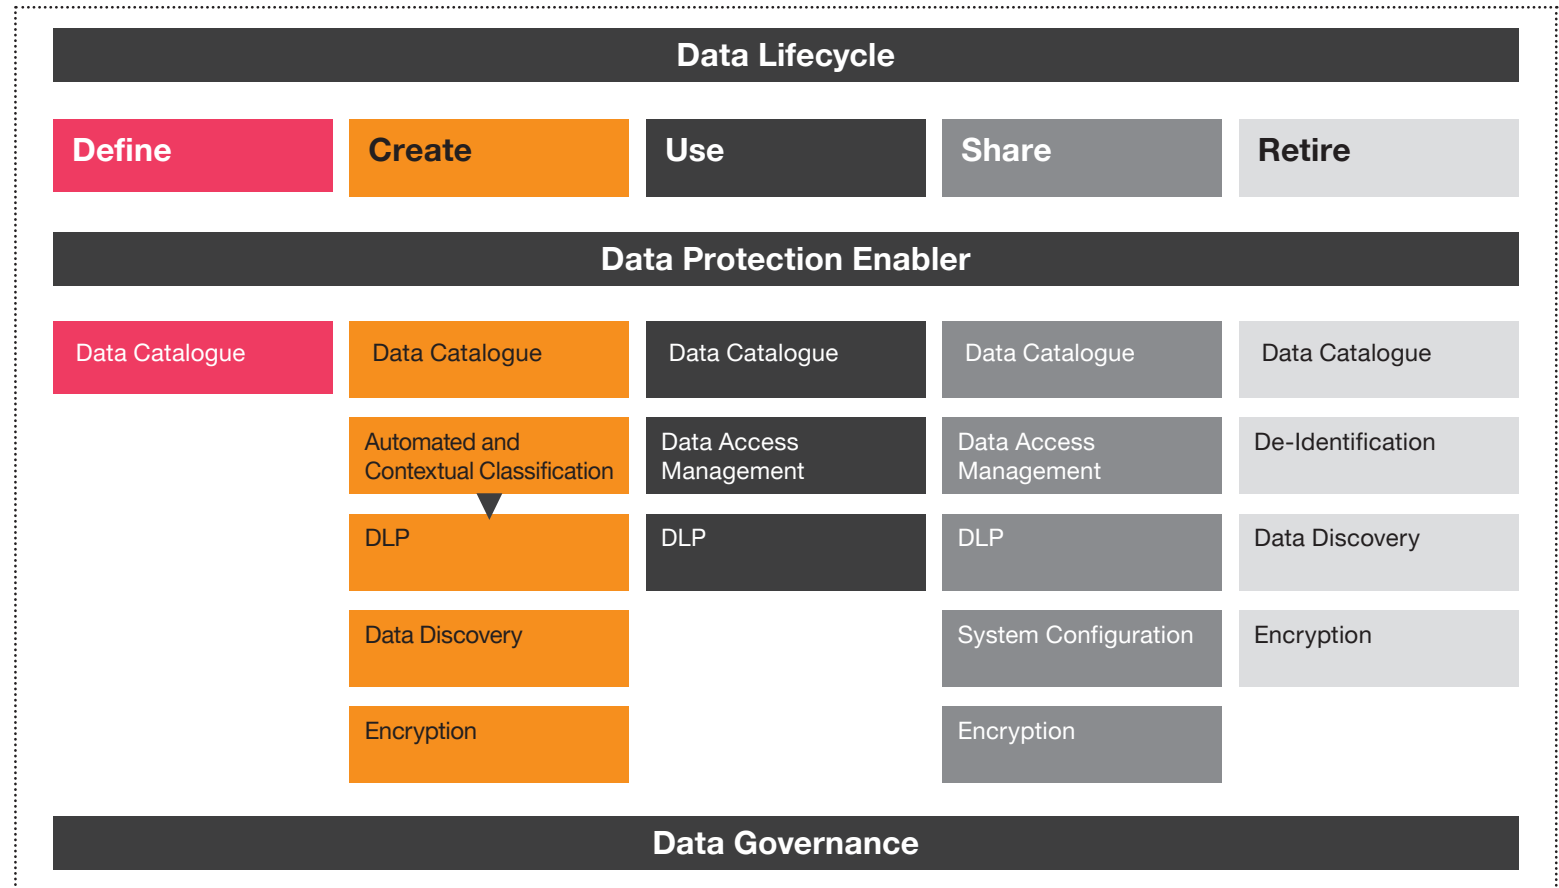 Data Lifecycle
Define
Create
Use
Share
Retire
Data Protection Enabler
Data Catalogue
Data Catalogue
Data Catalogue
Data Catalogue
Data Catalogue
Automated and
Contextual Classification
Data Access
Management
Data Access
Management
De-Identification
DLP
DLP
DLP
Data Discovery
Data Discovery
System Configuration
Encryption
Encryption
Encryption
Data Governance